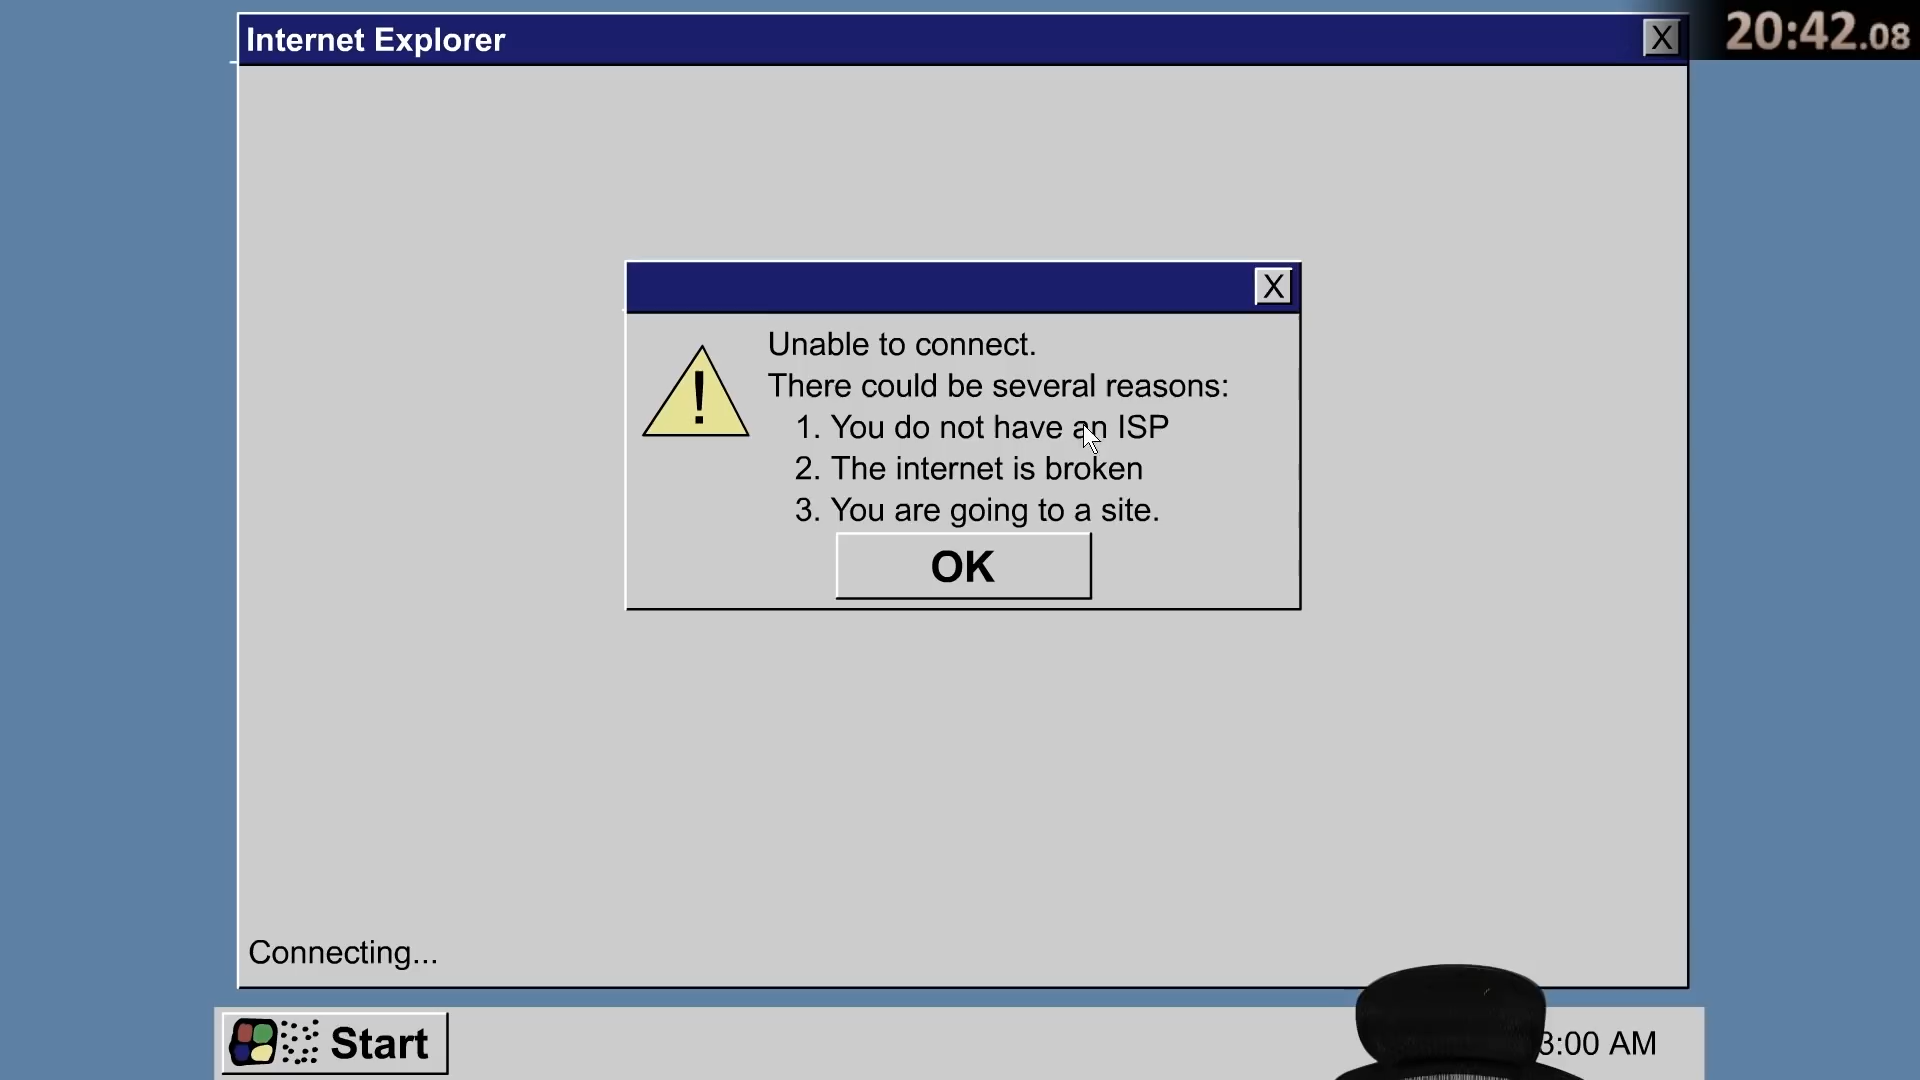 Internet Explorer
X
20:42.08
X
Unable to connect.
There could be several reasons:
1. You do not have an ISP
2. The internet is broken
3. You are going to a site.
OK
Connecting...
Start
3:00 AM